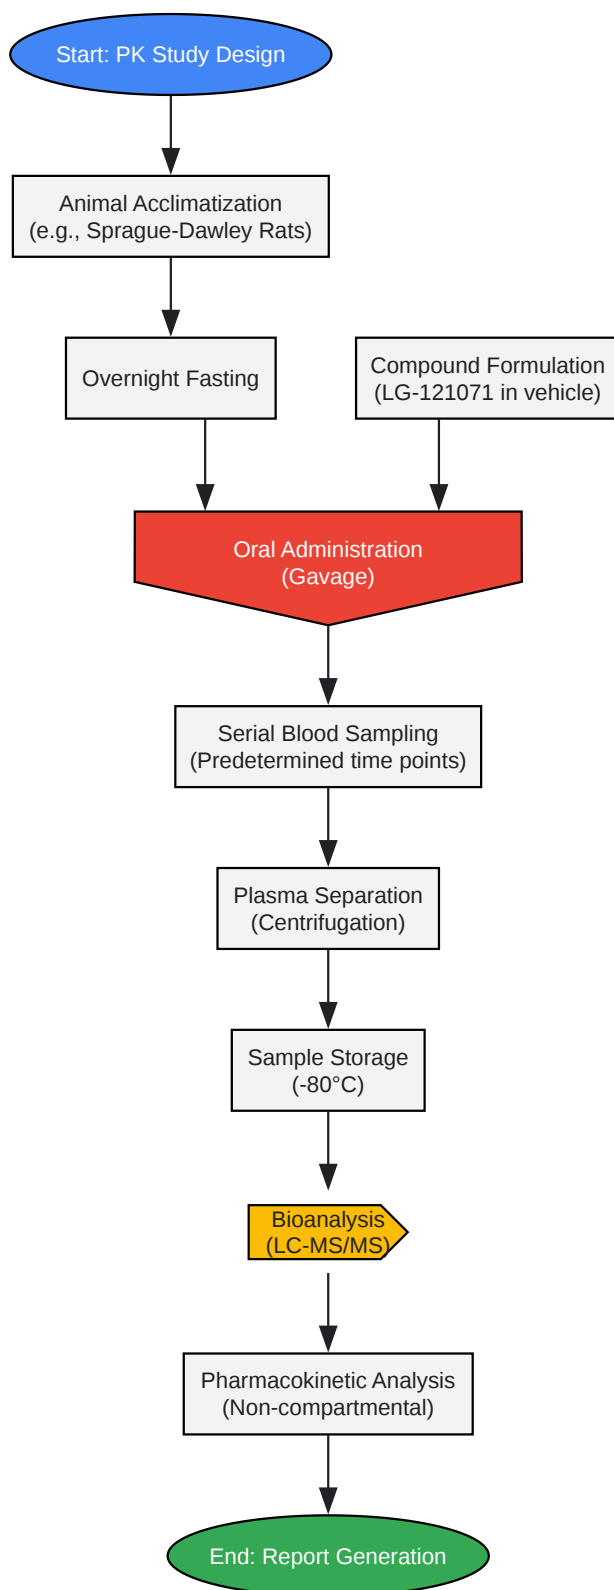 Start: PK Study Design
Animal Acclimatization
(e.g., Sprague-Dawley Rats)
Overnight Fasting
Compound Formulation
(LG-121071 in vehicle)
Oral Administration
(Gavage)
Serial Blood Sampling
(Predetermined time points)
Plasma Separation
(Centrifugation)
Sample Storage
(-80°C)
Bioanalysis
(LC-MS/MS)
Pharmacokinetic Analysis
(Non-compartmental)
End: Report Generation